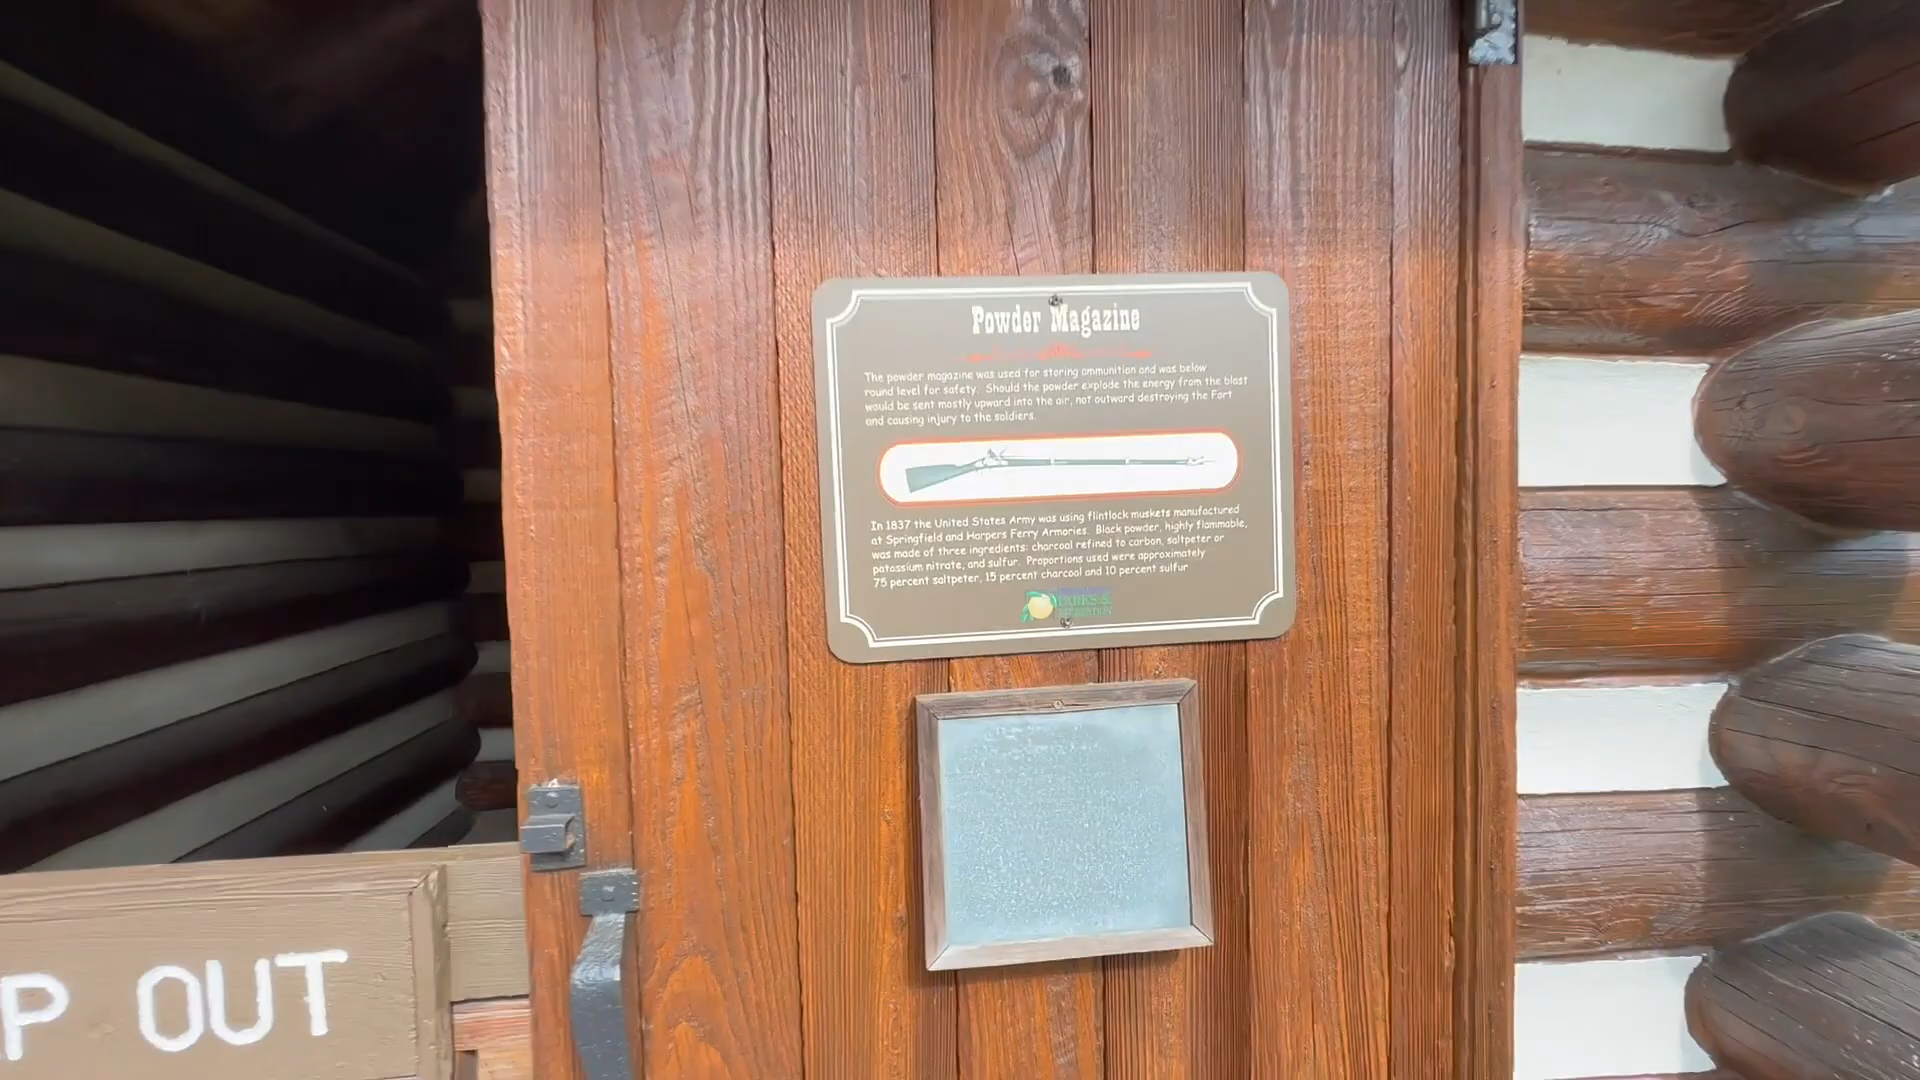 Powder Magazine
The powder magazine was used for storing ammunition and was below
round level for safety. Should the powder explode the energy from the blast
would be sent mostly upward into the air, not outward destroying the Fort
and causing injury to the soldiers.
In 1837 the United States Army was using flintlock muskets manufactured
at Springfield and Harpers Ferry Armories. Black powder, highly flammable,
was made of three ingredients: charcoal refined to carbon, saltpeter or
potassium nitrate, and sulfur. Proportions used were approximately
75 percent saltpeter, 15 percent charcoal and 10 percent sulfur
PARKS &
P OUT